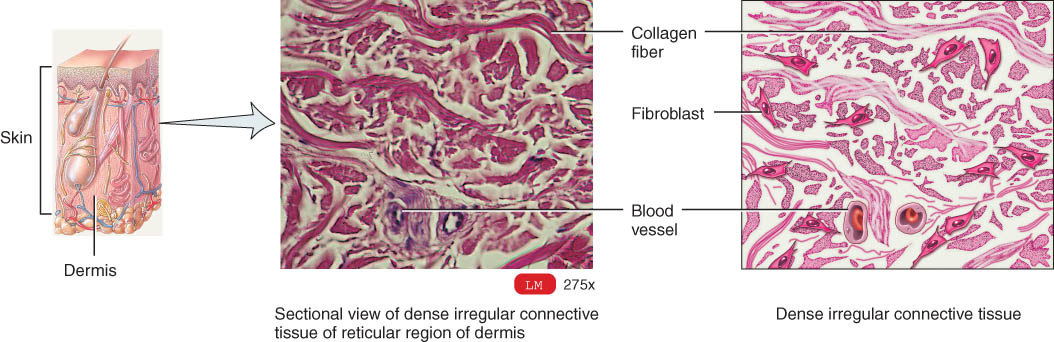 Skin
Dermis
Collagen
fiber
Fibroblast
Blood
vessel
LM 275x
Sectional view of dense irregular connective
tissue of reticular region of dermis
Dense irregular connective tissue